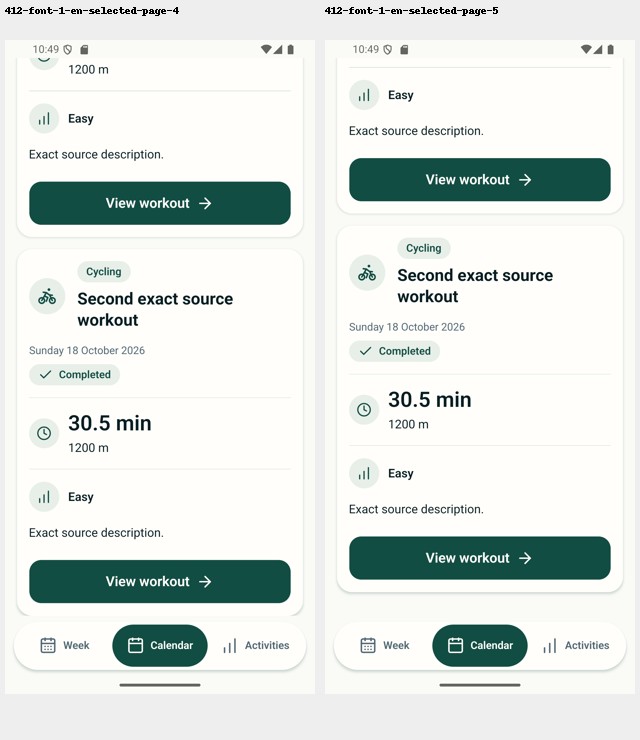 412-font-1-en-selected-page-4
10:49
1200 m
Easy
Exact source description.
View workout
Cycling
Second exact source
workout
Sunday 18 October 2026
Completed
30.5 min
1200 m
Easy
Exact source description.
View workout
Week
Calendar
Activities
412-font-1-en-selected-page-5
10:49
Easy
Exact source description.
View workout
Cycling
Second exact source
workout
Sunday 18 October 2026
Completed
30.5 min
1200 m
Easy
Exact source description.
View workout
Week
Calendar
Activities